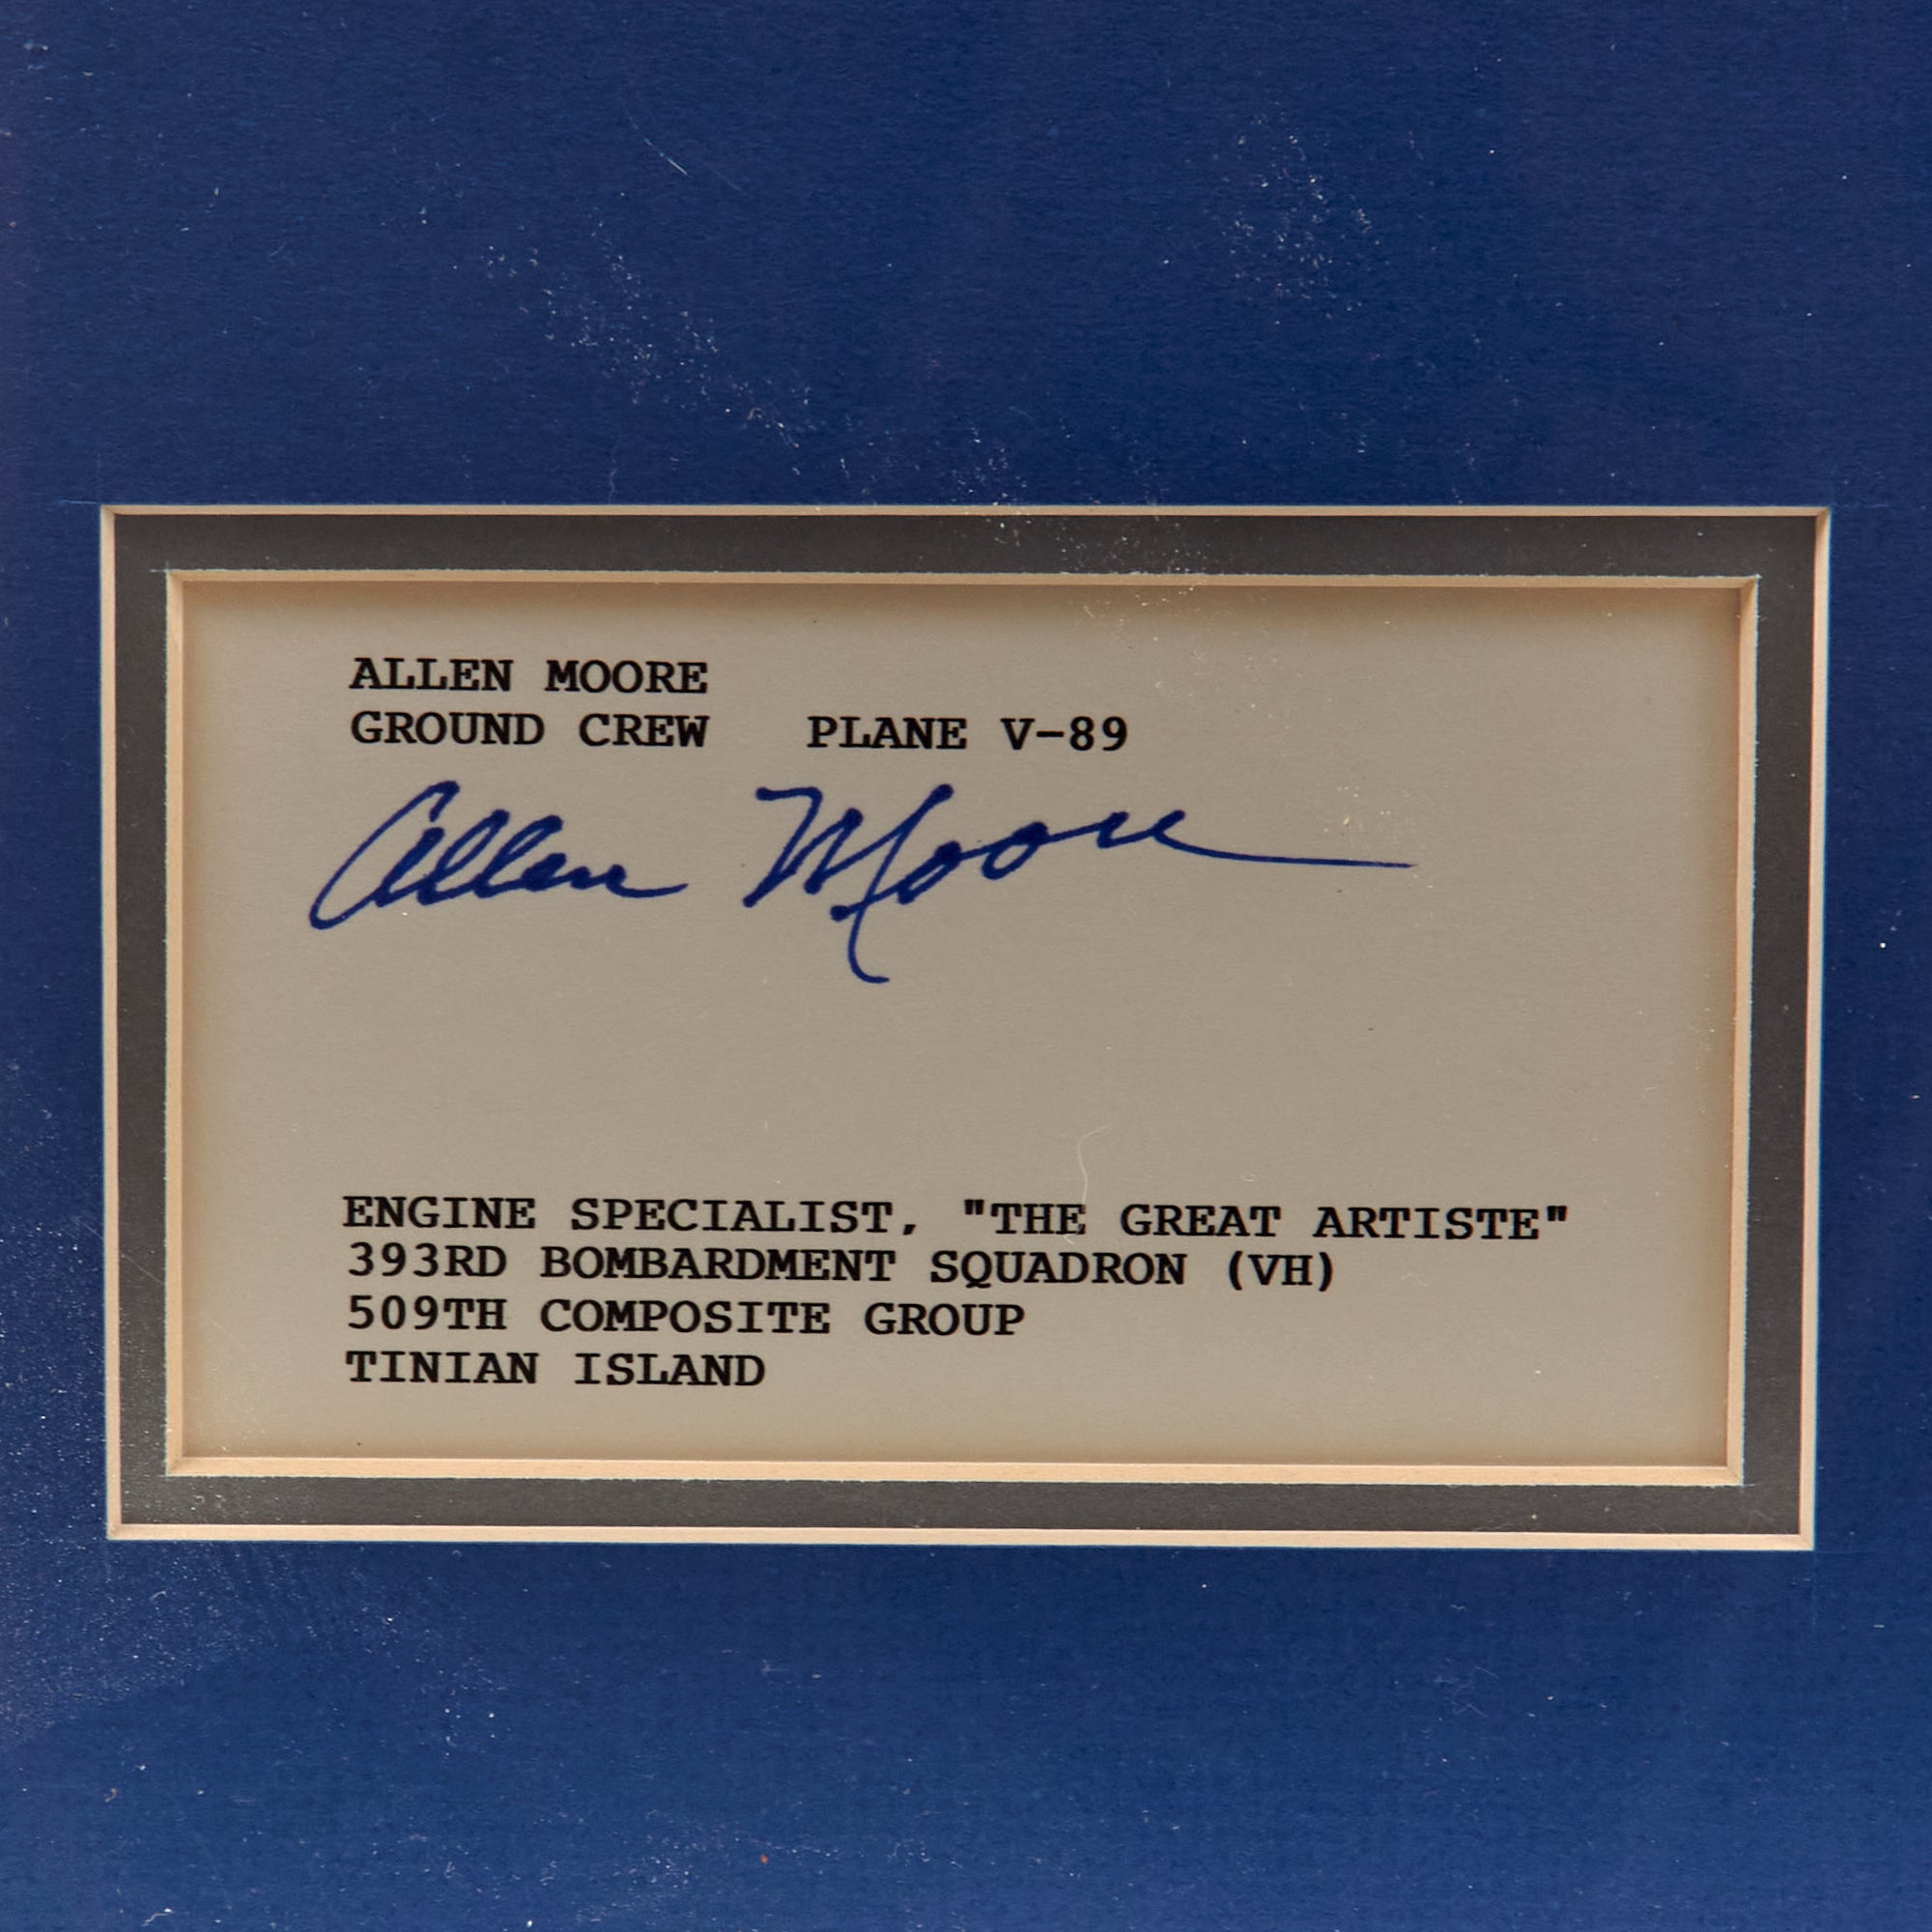 ALLEN MOORE
GROUND CREW   PLANE V-89
Allen Moore
ENGINE SPECIALIST, "THE GREAT ARTISTE"
393RD BOMBARDMENT SQUADRON (VH)
509TH COMPOSITE GROUP
TINIAN ISLAND